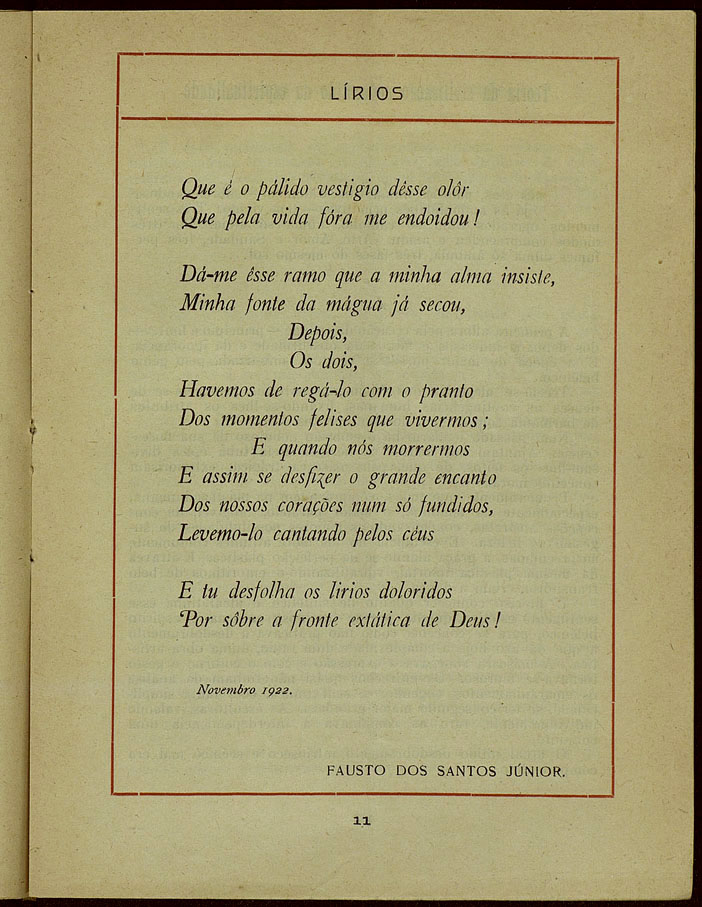 LÍRIOS
Que é o pálido vestigio désse olôr
Que pela vida fóra me endoidou!
Dá-me ésse ramo que a minha alma insiste,
Minha fonte da mágua já secou,
Depois,
Os dois,
Havemos de regá-lo com o pranto
Dos momentos felises que vivermos;
E quando nós morrermos
E assim se desfizer o grande encanto
Dos nossos corações num só fundidos,
Levemo-lo cantando pelos céus
E tu desfolha os lirios doloridos
Por sôbre a fronte extática de Deus!
Novembro 1922.
FAUSTO DOS SANTOS JÚNIOR.
11